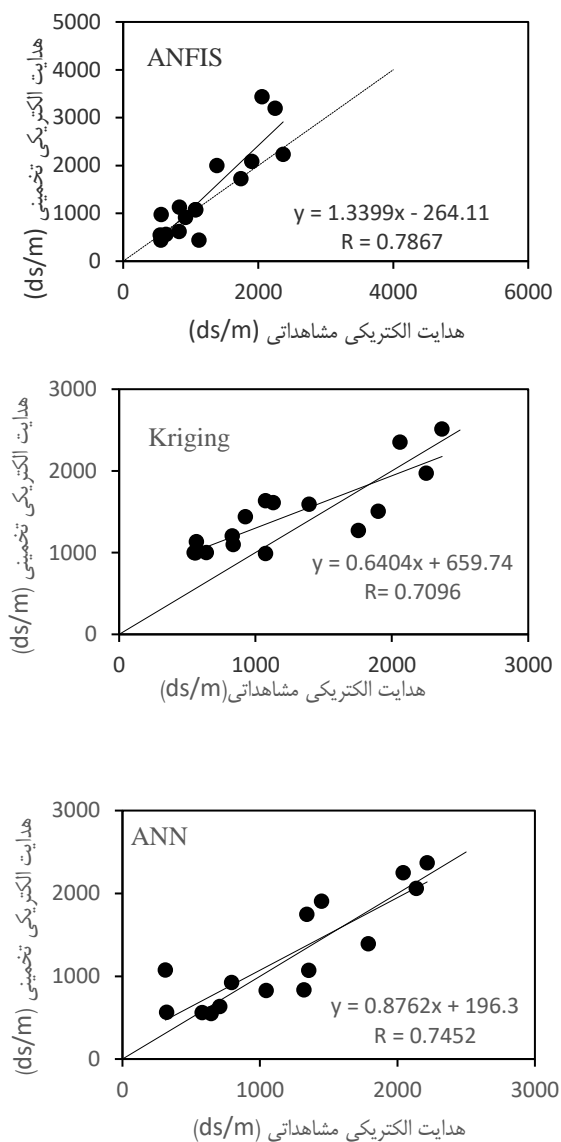 ANFIS
5000
4000
3000
2000
1000
0
هدایت الکتریکی تخمینی (ds/m)
y = 1.3399x - 264.11
R = 0.7867
0 2000 4000 6000
هدایت الکتریکی مشاهداتی (ds/m)
Kriging
3000
2000
1000
0
هدایت الکتریکی تخمینی (ds/m)
y = 0.6404x + 659.74
R= 0.7096
0 1000 2000 3000
هدایت الکتریکی مشاهداتی(ds/m)
ANN
3000
2000
1000
0
هدایت الکتریکی تخمینی (ds/m)
y = 0.8762x + 196.3
R = 0.7452
0 1000 2000 3000
هدایت الکتریکی مشاهداتی (ds/m)